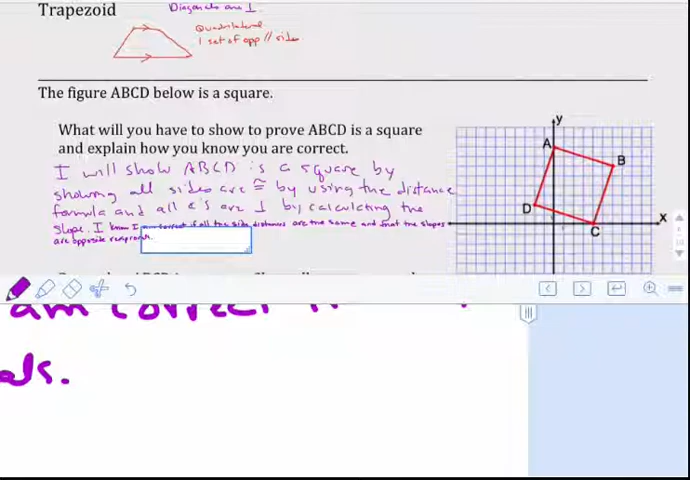 Trapezoid
Diagonals are ⊥
Quadrilateral
1 set of opp // sides
The figure ABCD below is a square.
What will you have to show to prove ABCD is a square
and explain how you know you are correct.
I will show ABCD is a square by
showing all sides are ≅ by using the distance
formula and all ∠'s are ⊥ by calculating the
slope. I know I am correct if all the side distances are the same and that the slopes
are opposite reciprocals.
y
A
B
D
x
C
am correct
als.